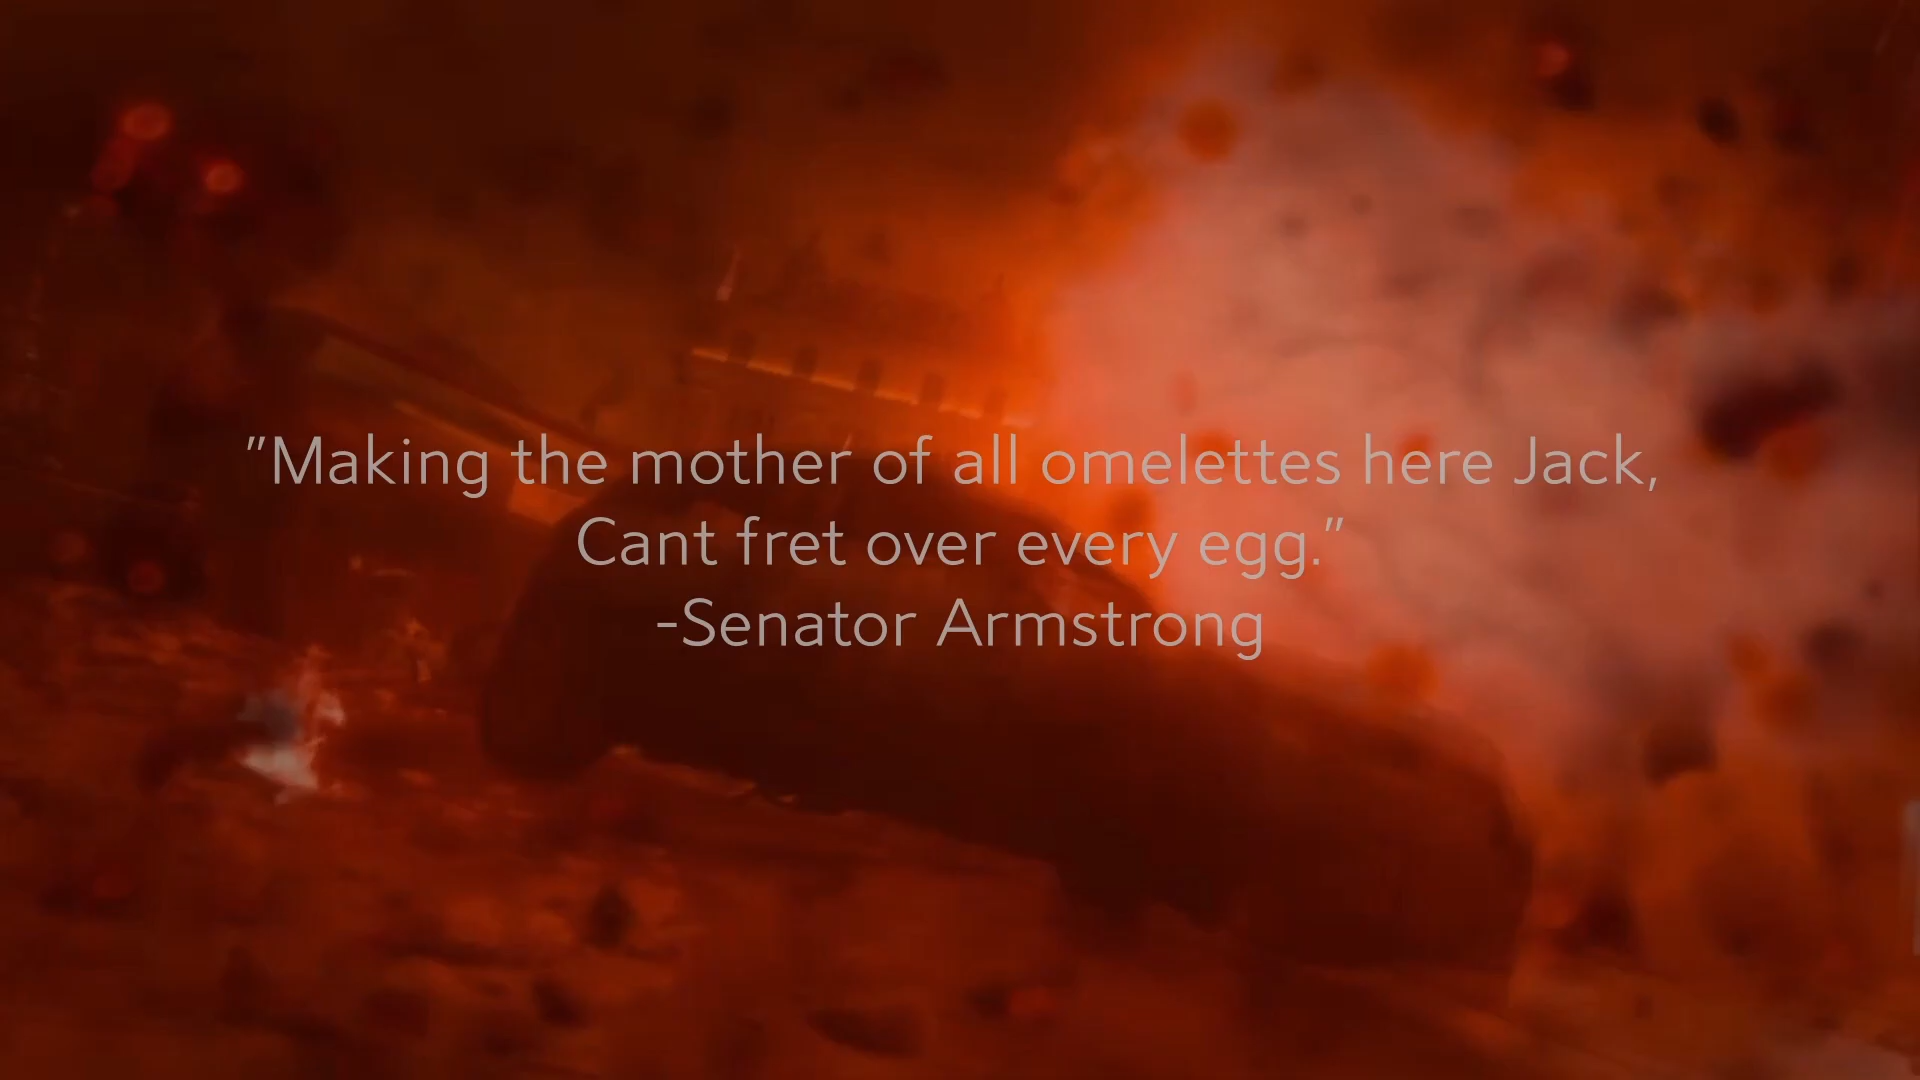 "Making the mother of all omelettes here Jack,
Cant fret over every egg."
-Senator Armstrong